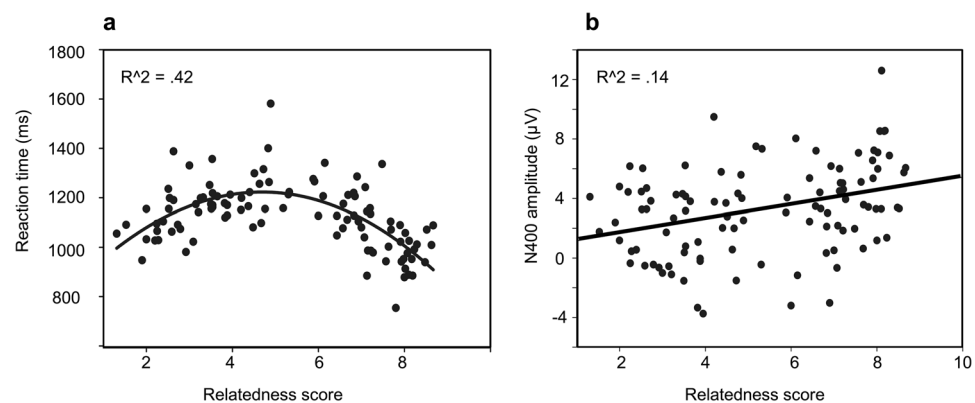 a
R^2 = .42
Reaction time (ms)
1800
1600
1400
1200
1000
800
2
4
6
8
Relatedness score
b
R^2 = .14
N400 amplitude (μV)
12
8
4
0
-4
2
4
6
8
10
Relatedness score